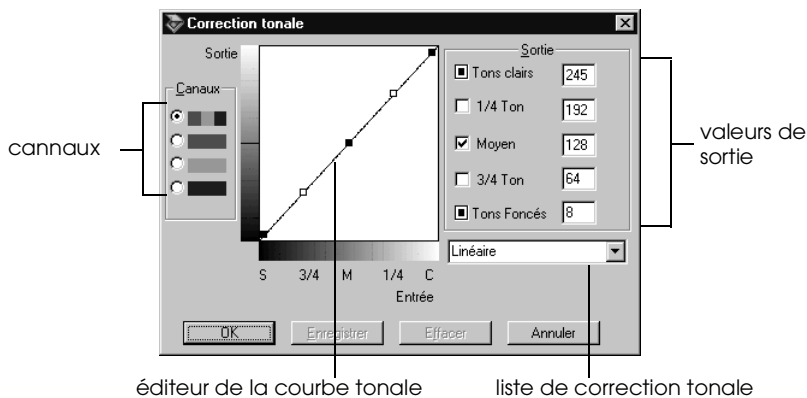 Correction tonale
Sortie
Canaux
cannaux
Sortie
Tons clairs 245
1/4 Ton 192
Moyen 128
3/4 Ton 64
Tons Foncés 8
valeurs de
sortie
Linéaire
S 3/4 M 1/4 C
Entrée
OK Enregistrer Effacer Annuler
éditeur de la courbe tonale liste de correction tonale